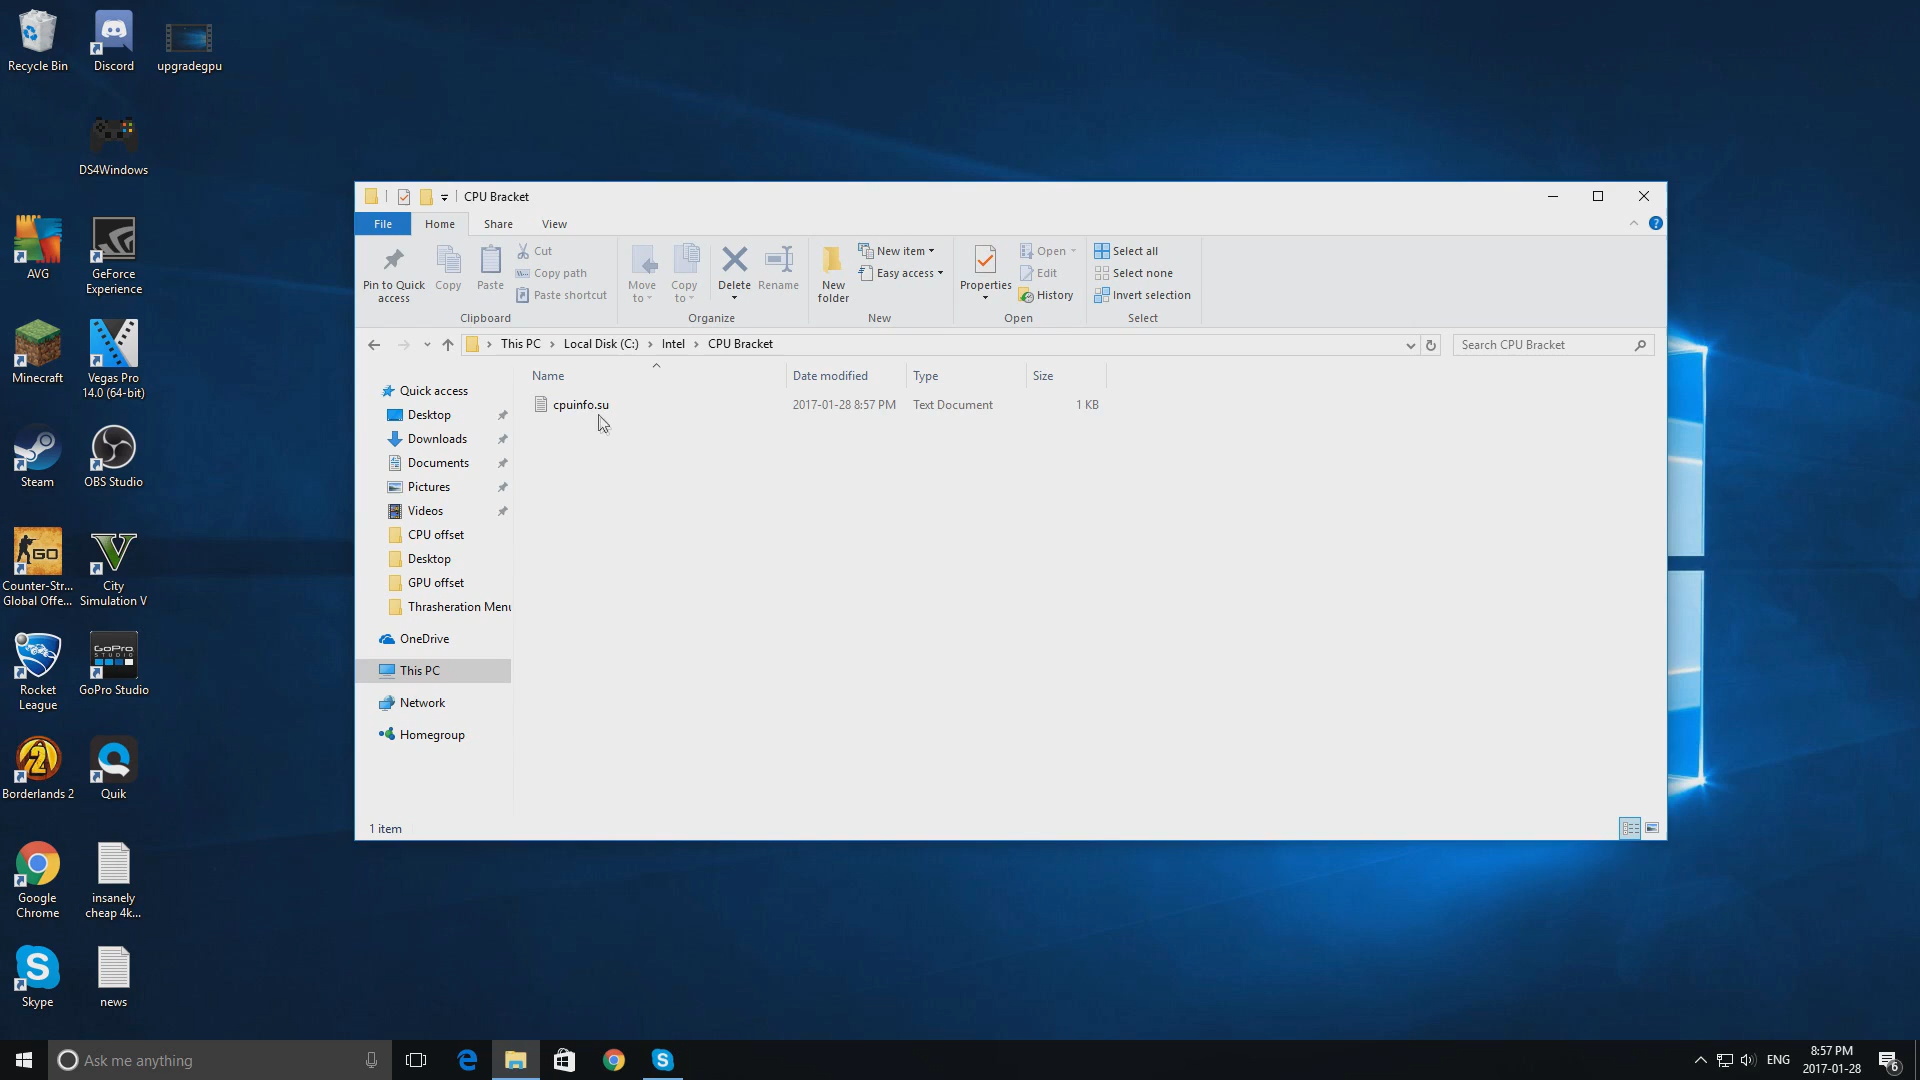 Recycle Bin
Discord
upgradegpu
DS4Windows
AVG
GeForce
Experience
Minecraft
Vegas Pro
14.0 (64-bit)
Steam
OBS Studio
Counter-Str...
Global Offe...
City
Simulation V
Rocket
League
GoPro Studio
Borderlands 2
Quik
Google
Chrome
insanely
cheap 4k...
Skype
news
CPU Bracket
File Home Share View
Pin to Quick
access
Copy
Paste
Cut
Copy path
Paste shortcut
Clipboard
Move
to
Copy
to
Delete
Rename
Organize
New
folder
New item
Easy access
New
Properties
Open
Edit
History
Open
Select all
Select none
Invert selection
Select
This PC > Local Disk (C:) > Intel > CPU Bracket
Search CPU Bracket
Name Date modified Type Size
cpuinfo.su 2017-01-28 8:57 PM Text Document 1 KB
Quick access
Desktop
Downloads
Documents
Pictures
Videos
CPU offset
Desktop
GPU offset
Thrasheration Menu
OneDrive
This PC
Network
Homegroup
1 item
Ask me anything
ENG
8:57 PM
2017-01-28
6